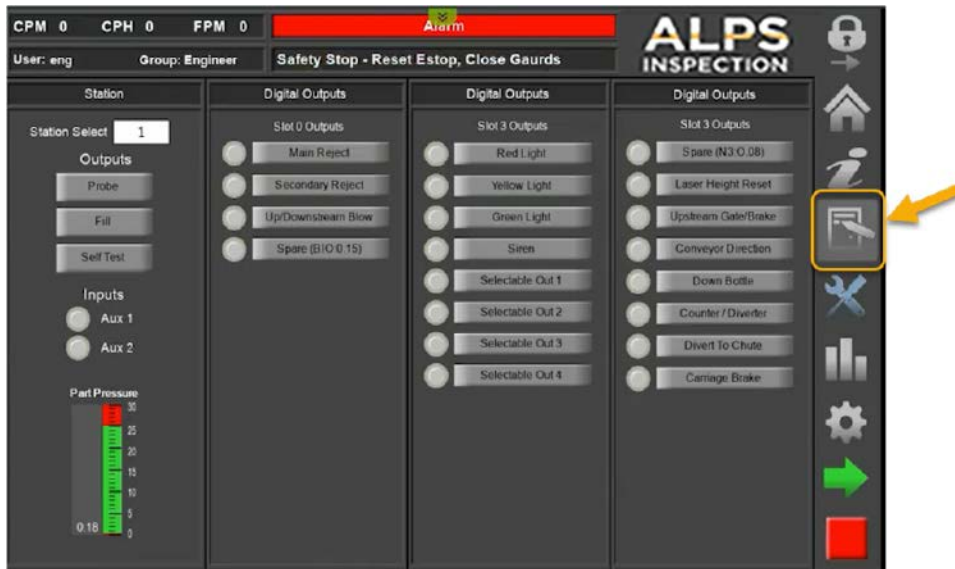 CPM 0 CPH 0 FPM 0
Alarm
ALPS
INSPECTION
User: eng Group: Engineer
Safety Stop - Reset Estop, Close Gaurds
Station
Station Select 1
Outputs
Probe
Fill
Self Test
Inputs
Aux 1
Aux 2
Part Pressure
30
25
20
15
10
5
0
0.18
Digital Outputs
Slot 0 Outputs
Main Reject
Secondary Reject
Up/Downstream Blow
Spare (BIO:0.15)
Digital Outputs
Slot 3 Outputs
Red Light
Yellow Light
Green Light
Siren
Selectable Out 1
Selectable Out 2
Selectable Out 3
Selectable Out 4
Digital Outputs
Slot 3 Outputs
Spare (N3:O.08)
Laser Height Reset
Upstream Gate/Brake
Conveyor Direction
Down Bottle
Counter / Diverter
Divert To Chute
Carriage Brake